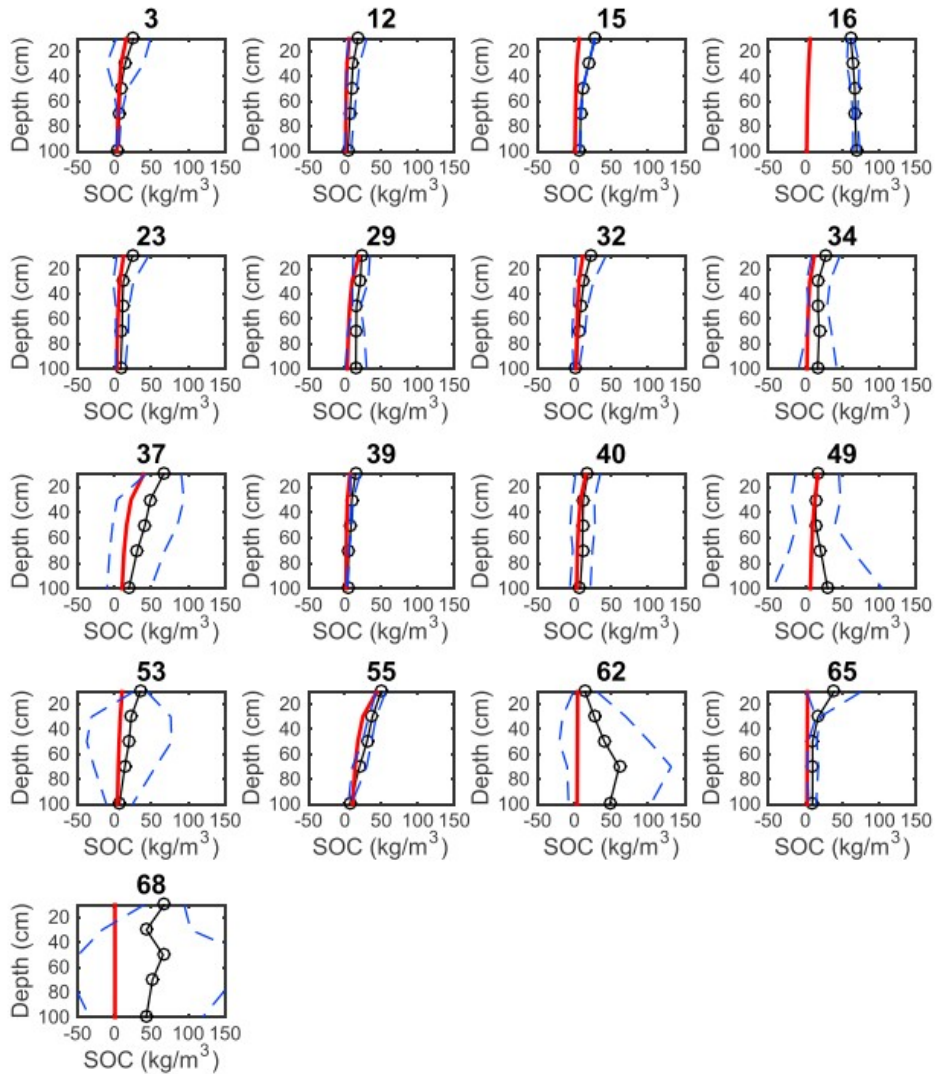 3 12 15 16
Depth (cm) 20 40 60 80 100 Depth (cm) 20 40 60 80 100 Depth (cm) 20 40 60 80 100 Depth (cm) 20 40 60 80 100
-50 0 50 100 150 -50 0 50 100 150 -50 0 50 100 150 -50 0 50 100 150
SOC (kg/m³) SOC (kg/m³) SOC (kg/m³) SOC (kg/m³)
23 29 32 34
Depth (cm) 20 40 60 80 100 Depth (cm) 20 40 60 80 100 Depth (cm) 20 40 60 80 100 Depth (cm) 20 40 60 80 100
-50 0 50 100 150 -50 0 50 100 150 -50 0 50 100 150 -50 0 50 100 150
SOC (kg/m³) SOC (kg/m³) SOC (kg/m³) SOC (kg/m³)
37 39 40 49
Depth (cm) 20 40 60 80 100 Depth (cm) 20 40 60 80 100 Depth (cm) 20 40 60 80 100 Depth (cm) 20 40 60 80 100
-50 0 50 100 150 -50 0 50 100 150 -50 0 50 100 150 -50 0 50 100 150
SOC (kg/m³) SOC (kg/m³) SOC (kg/m³) SOC (kg/m³)
53 55 62 65
Depth (cm) 20 40 60 80 100 Depth (cm) 20 40 60 80 100 Depth (cm) 20 40 60 80 100 Depth (cm) 20 40 60 80 100
-50 0 50 100 150 -50 0 50 100 150 -50 0 50 100 150 -50 0 50 100 150
SOC (kg/m³) SOC (kg/m³) SOC (kg/m³) SOC (kg/m³)
68
Depth (cm) 20 40 60 80 100
-50 0 50 100 150
SOC (kg/m³)